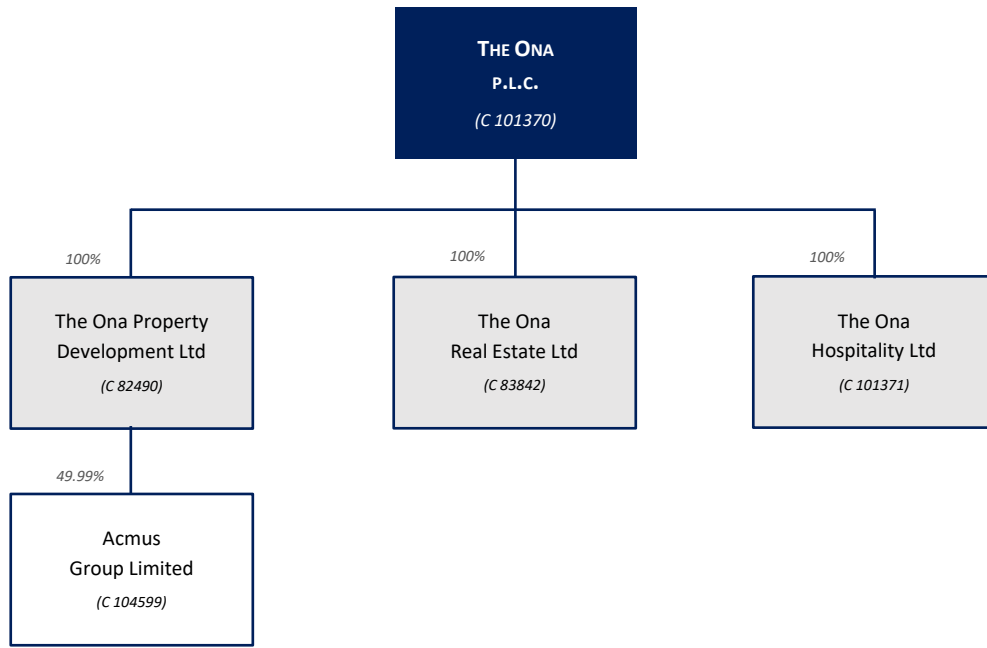 THE ONA
P.L.C.
(C 101370)
100%
100%
100%
The Ona Property
Development Ltd
(C 82490)
The Ona
Real Estate Ltd
(C 83842)
The Ona
Hospitality Ltd
(C 101371)
49.99%
Acmus
Group Limited
(C 104599)